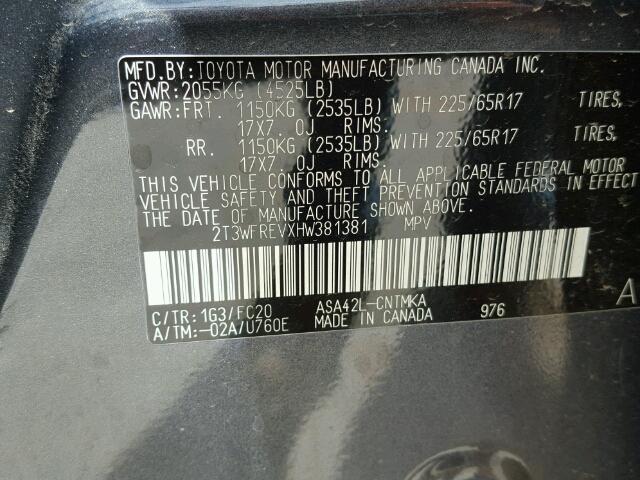 MFD.BY:TOYOTA MOTOR MANUFACTURING CANADA INC.
GVWR:2055KG (4525LB)
GAWR:FRT. 1150KG (2535LB) WITH 225/65R17 TIRES,
17X7.0J RIMS.
RR. 1150KG (2535LB) WITH 225/65R17 TIRES,
17X7.0J RIMS.
THIS VEHICLE CONFORMS TO ALL APPLICABLE FEDERAL MOTOR
VEHICLE SAFETY AND THEFT PREVENTION STANDARDS IN EFFECT
THE DATE OF MANUFACTURE SHOWN ABOVE.
2T3WFREVXHW381381 MPV
A
C/TR:1G3/FC20 ASA42L-CNTMKA
A/TM:-02A/U760E MADE IN CANADA 976